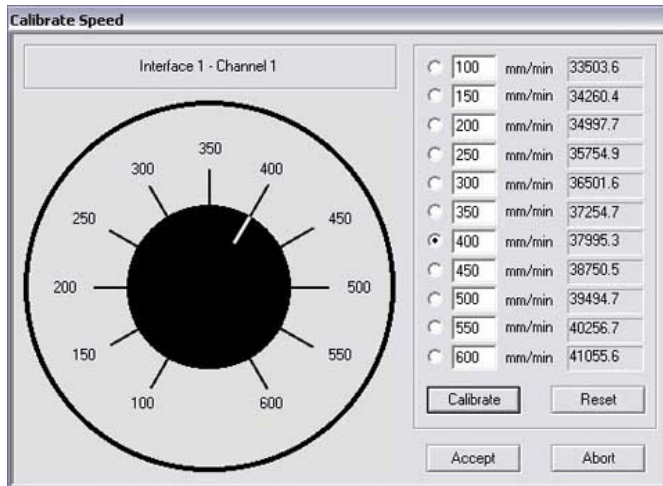 Calibrate Speed
Interface 1 - Channel 1
350
300 400
250 450
200 500
150 550
100 600
100 mm/min 33503.6
150 mm/min 34260.4
200 mm/min 34997.7
250 mm/min 35754.9
300 mm/min 36501.6
350 mm/min 37254.7
400 mm/min 37995.3
450 mm/min 38750.5
500 mm/min 39494.7
550 mm/min 40256.7
600 mm/min 41055.6
Calibrate Reset
Accept Abort